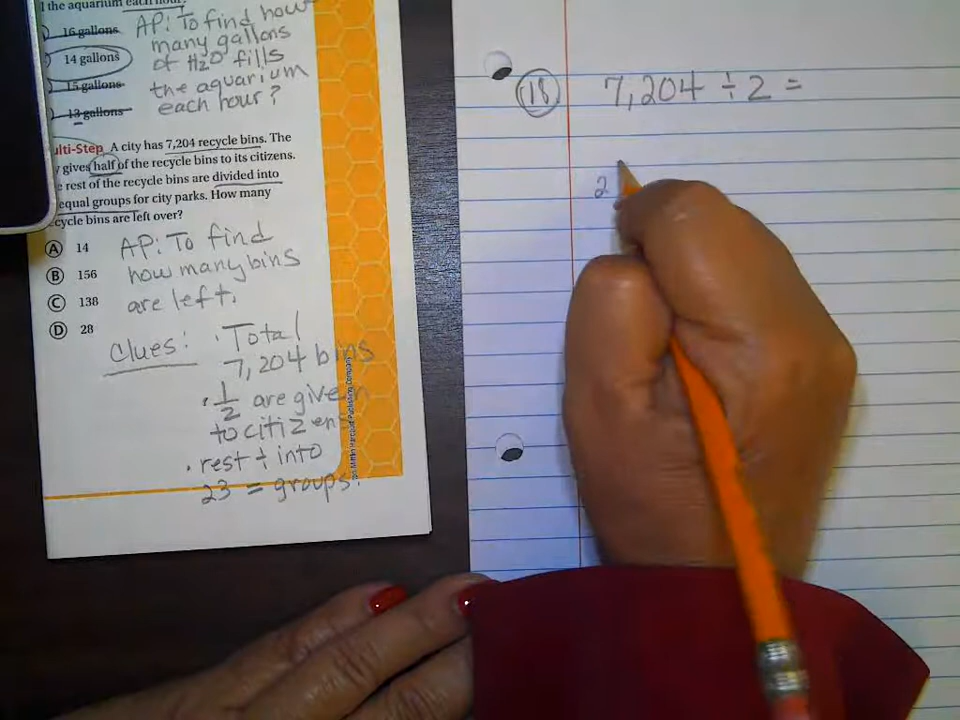 the aquarium each hour?
16 gallons
14 gallons
15 gallons
13 gallons
AP: To find how
many gallons
of H2O fills
the aquarium
each hour?
ulti-Step A city has 7,204 recycle bins. The
gives half of the recycle bins to its citizens.
rest of the recycle bins are divided into
equal groups for city parks. How many
cycle bins are left over?
A 14
B 156
C 138
D 28
AP: To find
how many bins
are left.
Clues: · Total
7,204 bins
· 1/2 are given
to citizens
· rest ÷ into
23 = groups.
18 7,204 ÷ 2 =
2